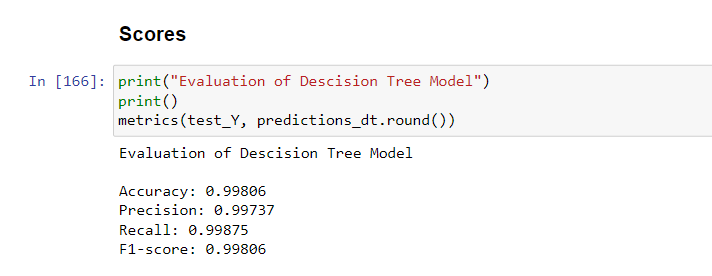 Scores
In [166]: print("Evaluation of Descision Tree Model")
print()
metrics(test_Y, predictions_dt.round())
Evaluation of Descision Tree Model
Accuracy: 0.99806
Precision: 0.99737
Recall: 0.99875
F1-score: 0.99806